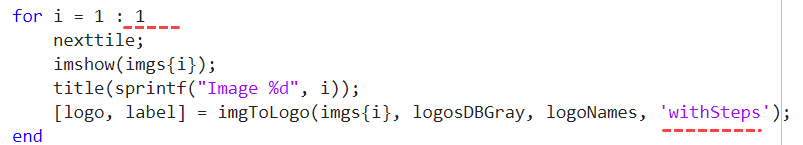 for i = 1 : 1
nexttile;
imshow(imgs{i});
title(sprintf("Image %d", i));
[logo, label] = imgToLogo(imgs{i}, logosDBGray, logoNames, 'withSteps');
end